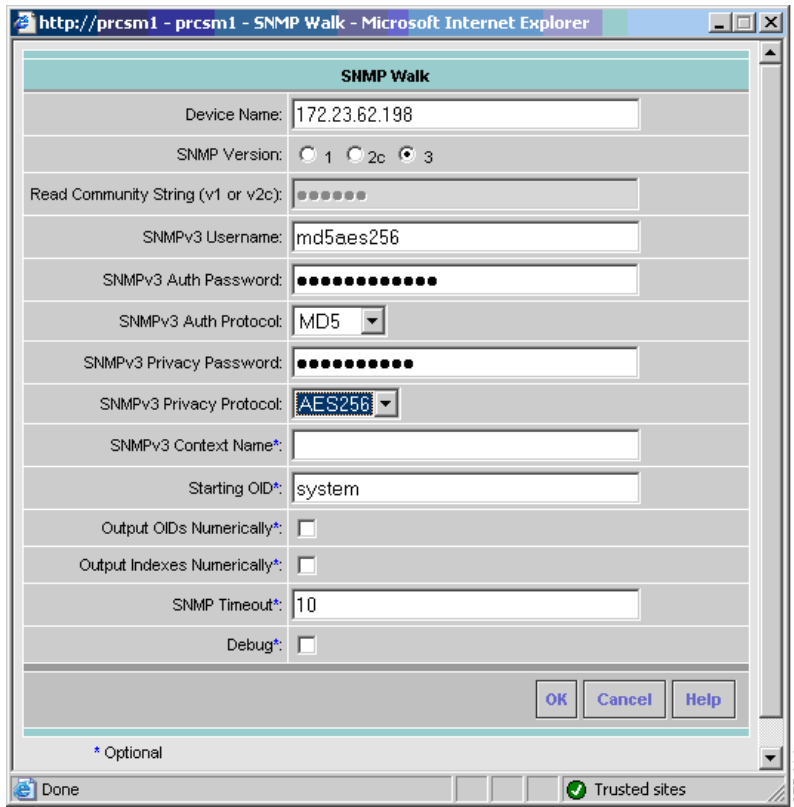 http://prcsm1 - prcsm1 - SNMP Walk - Microsoft Internet Explorer
SNMP Walk
Device Name: 172.23.62.198
SNMP Version: 1 2c 3
Read Community String (v1 or v2c): ●●●●●●
SNMPv3 Username: md5aes256
SNMPv3 Auth Password: ●●●●●●●●●●●●
SNMPv3 Auth Protocol: MD5
SNMPv3 Privacy Password: ●●●●●●●●●●
SNMPv3 Privacy Protocol: AES256
SNMPv3 Context Name*:
Starting OID*: system
Output OIDs Numerically*:
Output Indexes Numerically*:
SNMP Timeout*: 10
Debug*:
OK Cancel Help
* Optional
Done Trusted sites